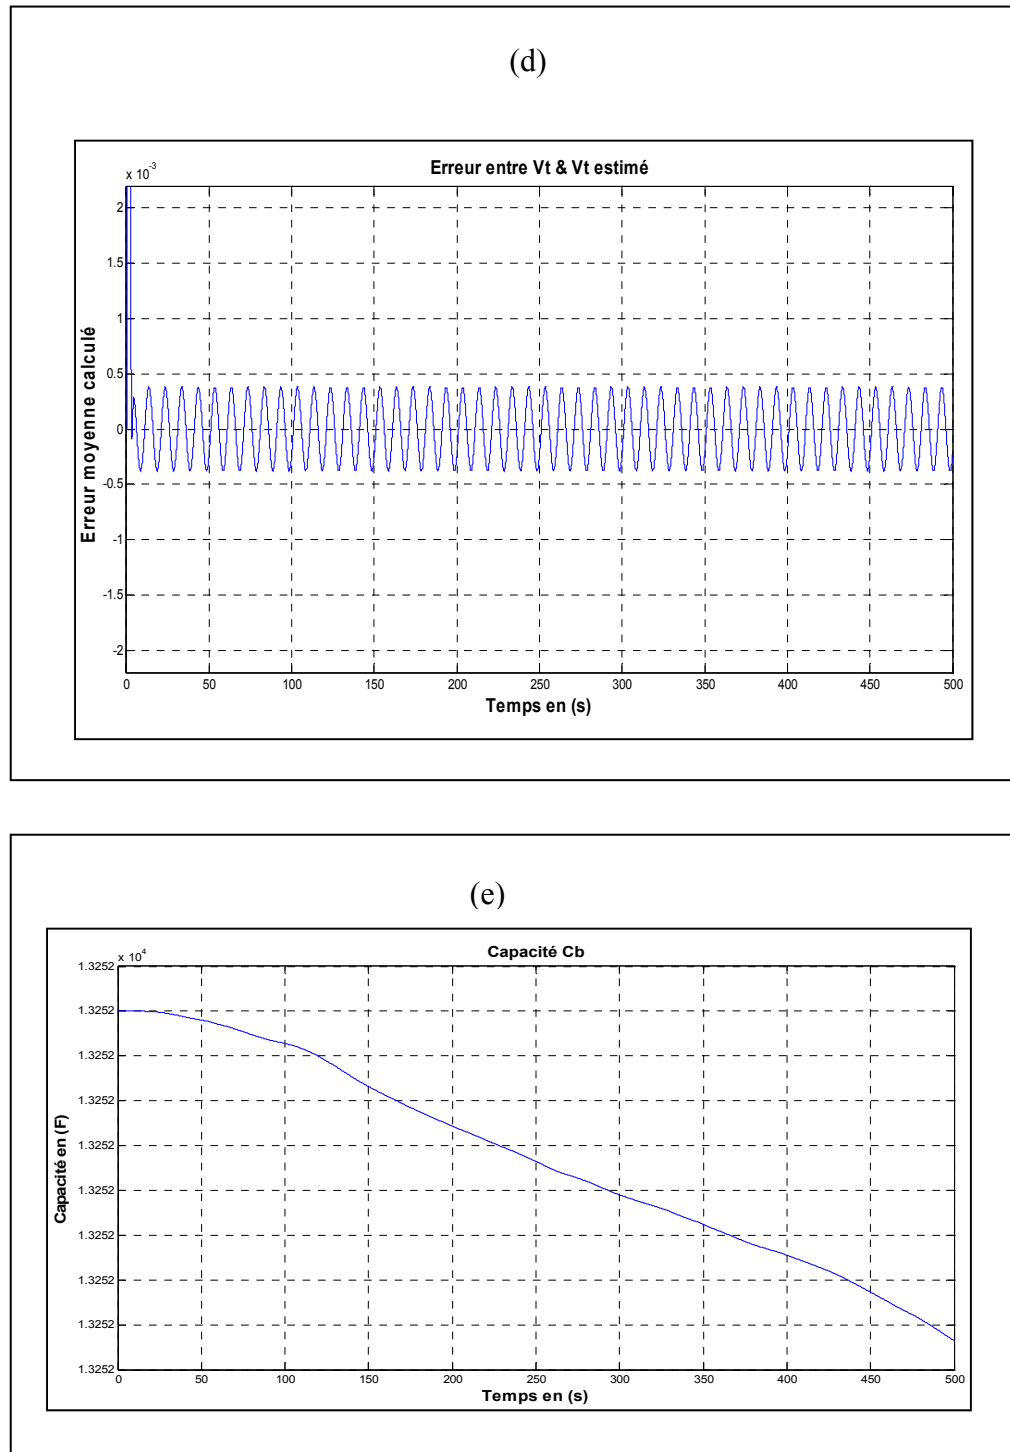 (d)
Erreur entre Vt & Vt estimé
x 10-3
2
1.5
1
0.5
0
-0.5
-1
-1.5
-2
Erreur moyenne calculé
0 50 100 150 200 250 300 350 400 450 500
Temps en (s)
(e)
Capacité Cb
x 104
1.3252
1.3252
1.3252
1.3252
1.3252
1.3252
1.3252
1.3252
1.3252
1.3252
Capacité en (F)
0 50 100 150 200 250 300 350 400 450 500
Temps en (s)